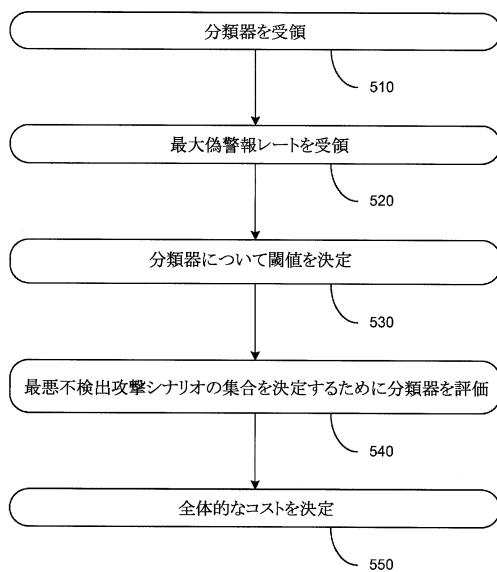 分類器を受領
510
最大偽警報レートを受領
520
分類器について閾値を決定
530
最悪不検出攻撃シナリオの集合を決定するために分類器を評価
540
全体的なコストを決定
550